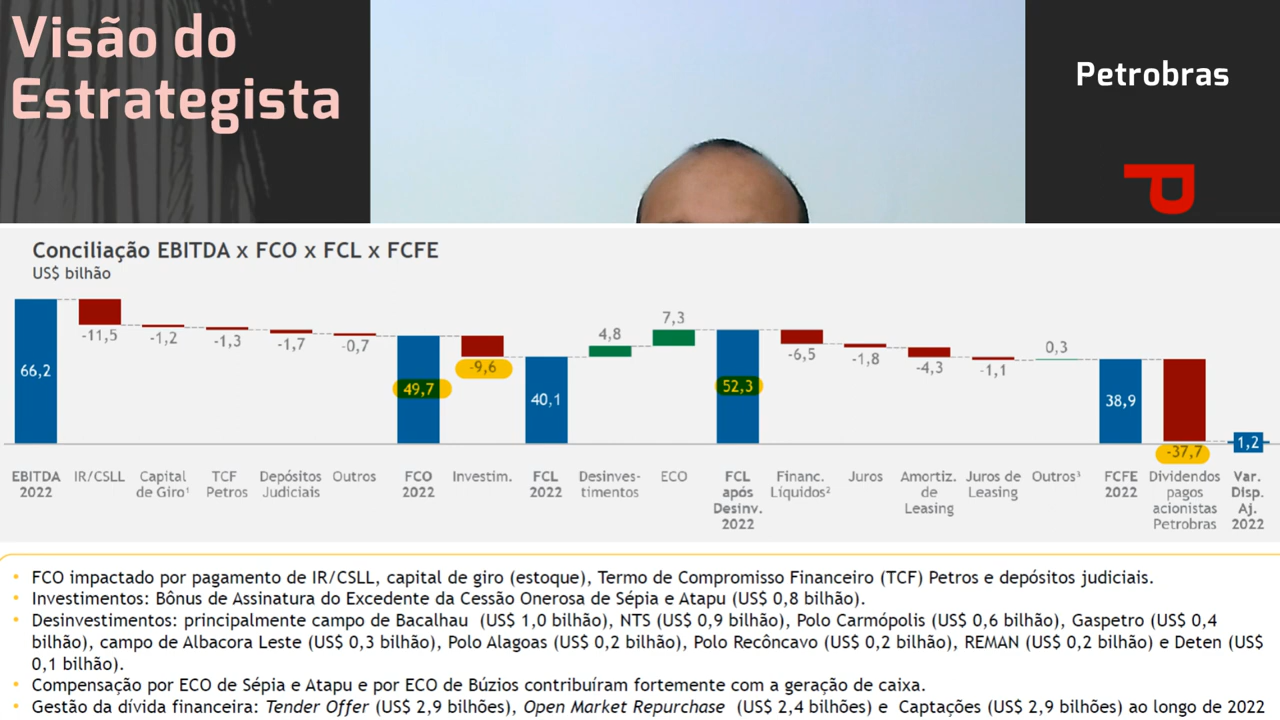 Visão do
Estrategista
Petrobras
P
Conciliação EBITDA x FCO x FCL x FCFE
US$ bilhão
66,2
-11,5
-1,2
-1,3
-1,7
-0,7
49,7
-9,6
40,1
4,8
7,3
52,3
-6,5
-1,8
-4,3
-1,1
0,3
38,9
-37,7
1,2
EBITDA
2022
IR/CSLL
Capital
de Giro¹
TCF
Petros
Depósitos
Judiciais
Outros
FCO
2022
Investim.
FCL
2022
Desinves-
timentos
ECO
FCL
após
Desinv.
2022
Financ.
Líquidos²
Juros
Amortiz.
de
Leasing
Juros de
Leasing
Outros³
FCFE
2022
Dividendos
pagos
acionistas
Petrobras
Var.
Disp.
Aj.
2022
• FCO impactado por pagamento de IR/CSLL, capital de giro (estoque), Termo de Compromisso Financeiro (TCF) Petros e depósitos judiciais.
• Investimentos: Bônus de Assinatura do Excedente da Cessão Onerosa de Sépia e Atapu (US$ 0,8 bilhão).
• Desinvestimentos: principalmente campo de Bacalhau (US$ 1,0 bilhão), NTS (US$ 0,9 bilhão), Polo Carmópolis (US$ 0,6 bilhão), Gaspetro (US$ 0,4
bilhão), campo de Albacora Leste (US$ 0,3 bilhão), Polo Alagoas (US$ 0,2 bilhão), Polo Recôncavo (US$ 0,2 bilhão), REMAN (US$ 0,2 bilhão) e Deten (US$
0,1 bilhão).
• Compensação por ECO de Sépia e Atapu e por ECO de Búzios contribuíram fortemente com a geração de caixa.
• Gestão da dívida financeira: Tender Offer (US$ 2,9 bilhões), Open Market Repurchase (US$ 2,4 bilhões) e Captações (US$ 2,9 bilhões) ao longo de 2022